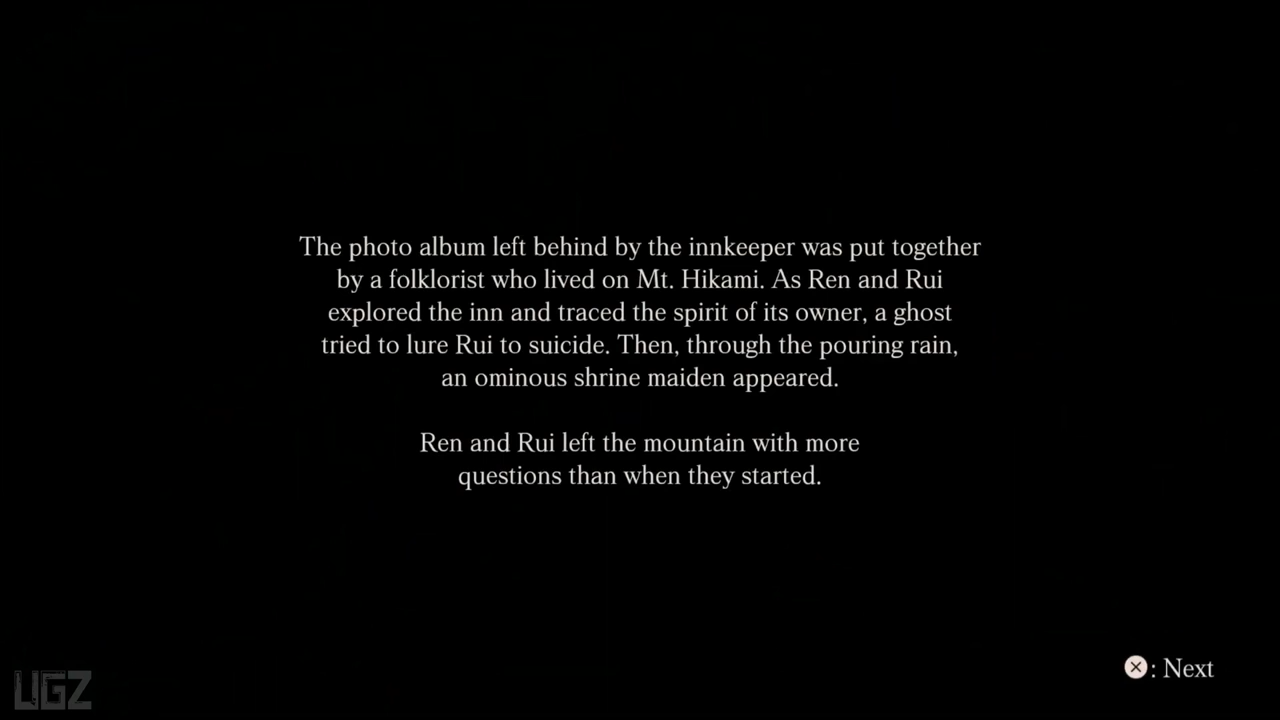 The photo album left behind by the innkeeper was put together
by a folklorist who lived on Mt. Hikami. As Ren and Rui
explored the inn and traced the spirit of its owner, a ghost
tried to lure Rui to suicide. Then, through the pouring rain,
an ominous shrine maiden appeared.
Ren and Rui left the mountain with more
questions than when they started.
ⓧ: Next
UGZ